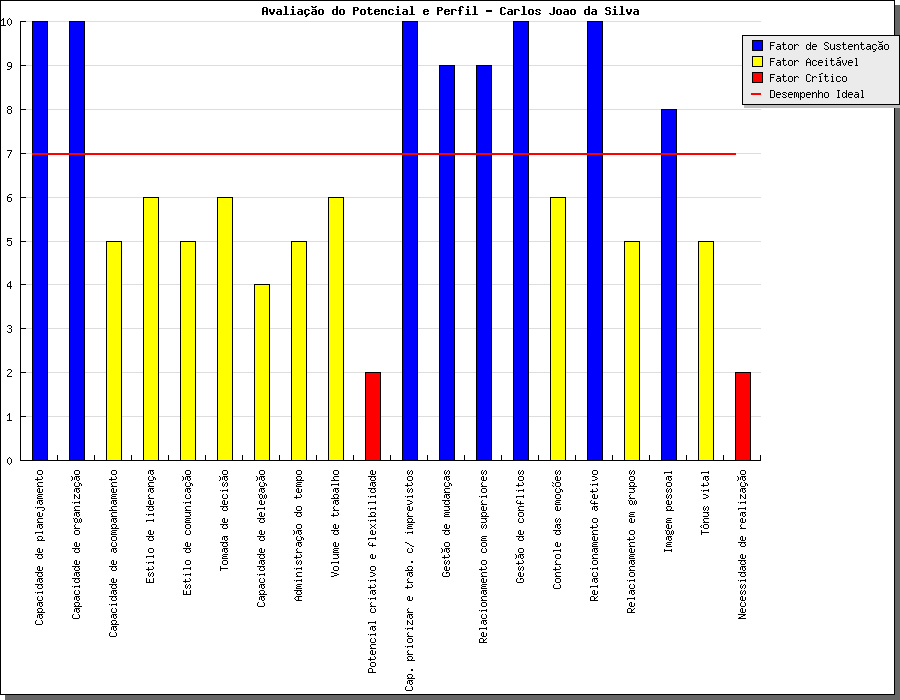 Avaliação do Potencial e Perfil - Carlos Joao da Silva
Fator de Sustentação
Fator Aceitável
Fator Crítico
Desempenho Ideal
10
9
8
7
6
5
4
3
2
1
0
Capacidade de planejamento
Capacidade de organização
Capacidade de acompanhamento
Estilo de liderança
Estilo de comunicação
Tomada de decisão
Capacidade de delegação
Administração do tempo
Volume de trabalho
Potencial criativo e flexibilidade
Cap. priorizar e trab. c/ imprevistos
Gestão de mudanças
Relacionamento com superiores
Gestão de conflitos
Controle das emoções
Relacionamento afetivo
Relacionamento em grupos
Imagem pessoal
Tônus vital
Necessidade de realização